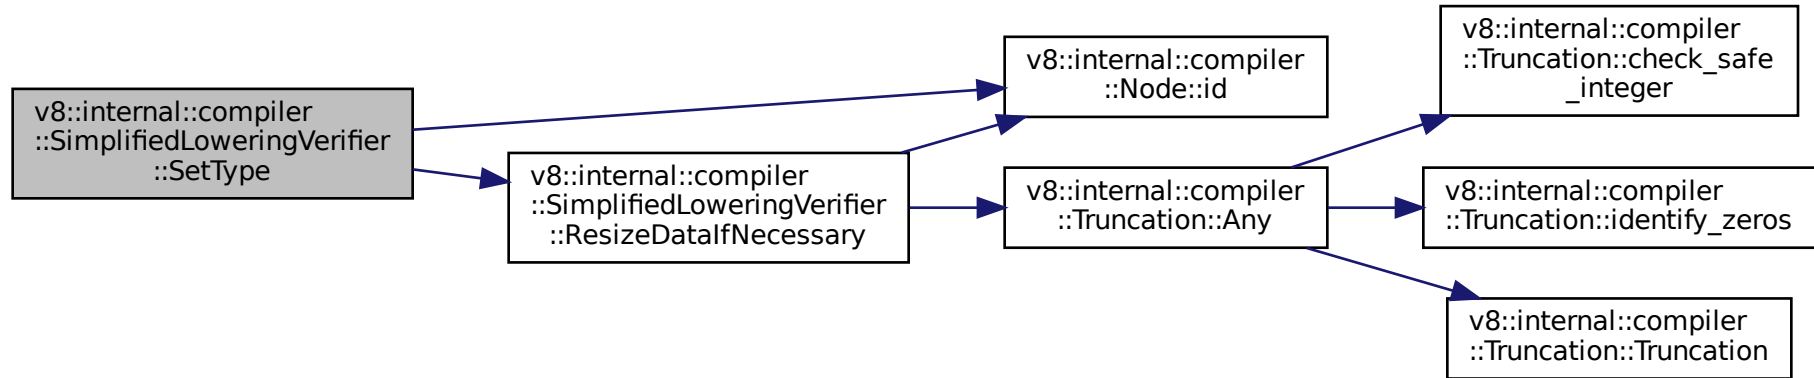 v8::internal::compiler
::SimplifiedLoweringVerifier
::SetType
v8::internal::compiler
::Node::id
v8::internal::compiler
::SimplifiedLoweringVerifier
::ResizeDataIfNecessary
v8::internal::compiler
::Truncation::Any
v8::internal::compiler
::Truncation::check_safe
_integer
v8::internal::compiler
::Truncation::identify_zeros
v8::internal::compiler
::Truncation::Truncation